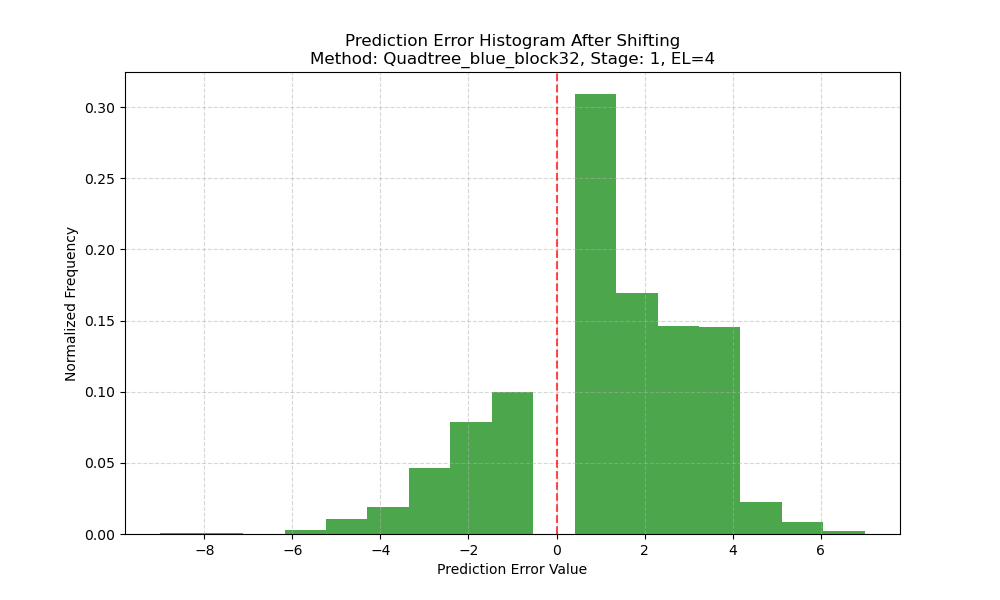 Prediction Error Histogram After Shifting
Method: Quadtree_blue_block32, Stage: 1, EL=4
0.30
0.25
0.20
0.15
0.10
0.05
0.00
Normalized Frequency
−8 −6 −4 −2 0 2 4 6
Prediction Error Value